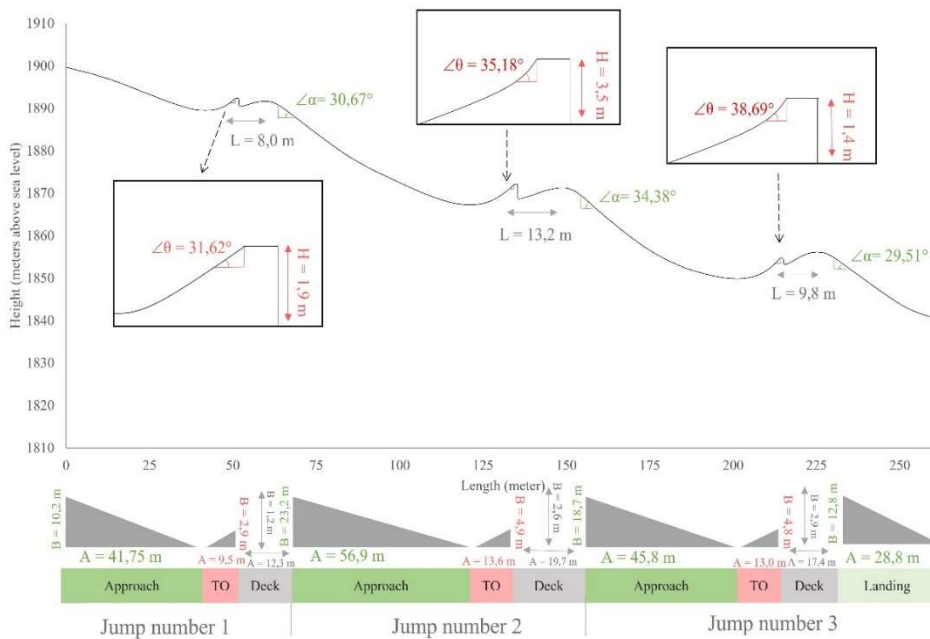 1910
1900
1890
1880
1870
1860
1850
1840
1830
1820
1810
Height (meters above sea level)
0
25
50
75
100
125
150
175
200
225
250
Length (meter)
∠θ = 35,18°
H = 3,5 m
∠θ = 38,69°
H = 1,4 m
∠α= 30,67°
L = 8,0 m
∠α= 34,38°
L = 13,2 m
∠α= 29,51°
L = 9,8 m
∠θ = 31,62°
H = 1,9 m
B = 10,2 m
A = 41,75 m
B = 2,9 m
A = 9,5 m
B = 1,2 m
A = 12,3 m
B = 23,2 m
A = 56,9 m
B = 4,9 m
A = 13,6 m
B = 2,6 m
A = 19,7 m
B = 18,7 m
A = 45,8 m
B = 4,8 m
A = 13,0 m
B = 2,9 m
A = 17,4 m
B = 12,8 m
A = 28,8 m
Approach TO Deck Approach TO Deck Approach TO Deck Landing
Jump number 1 Jump number 2 Jump number 3